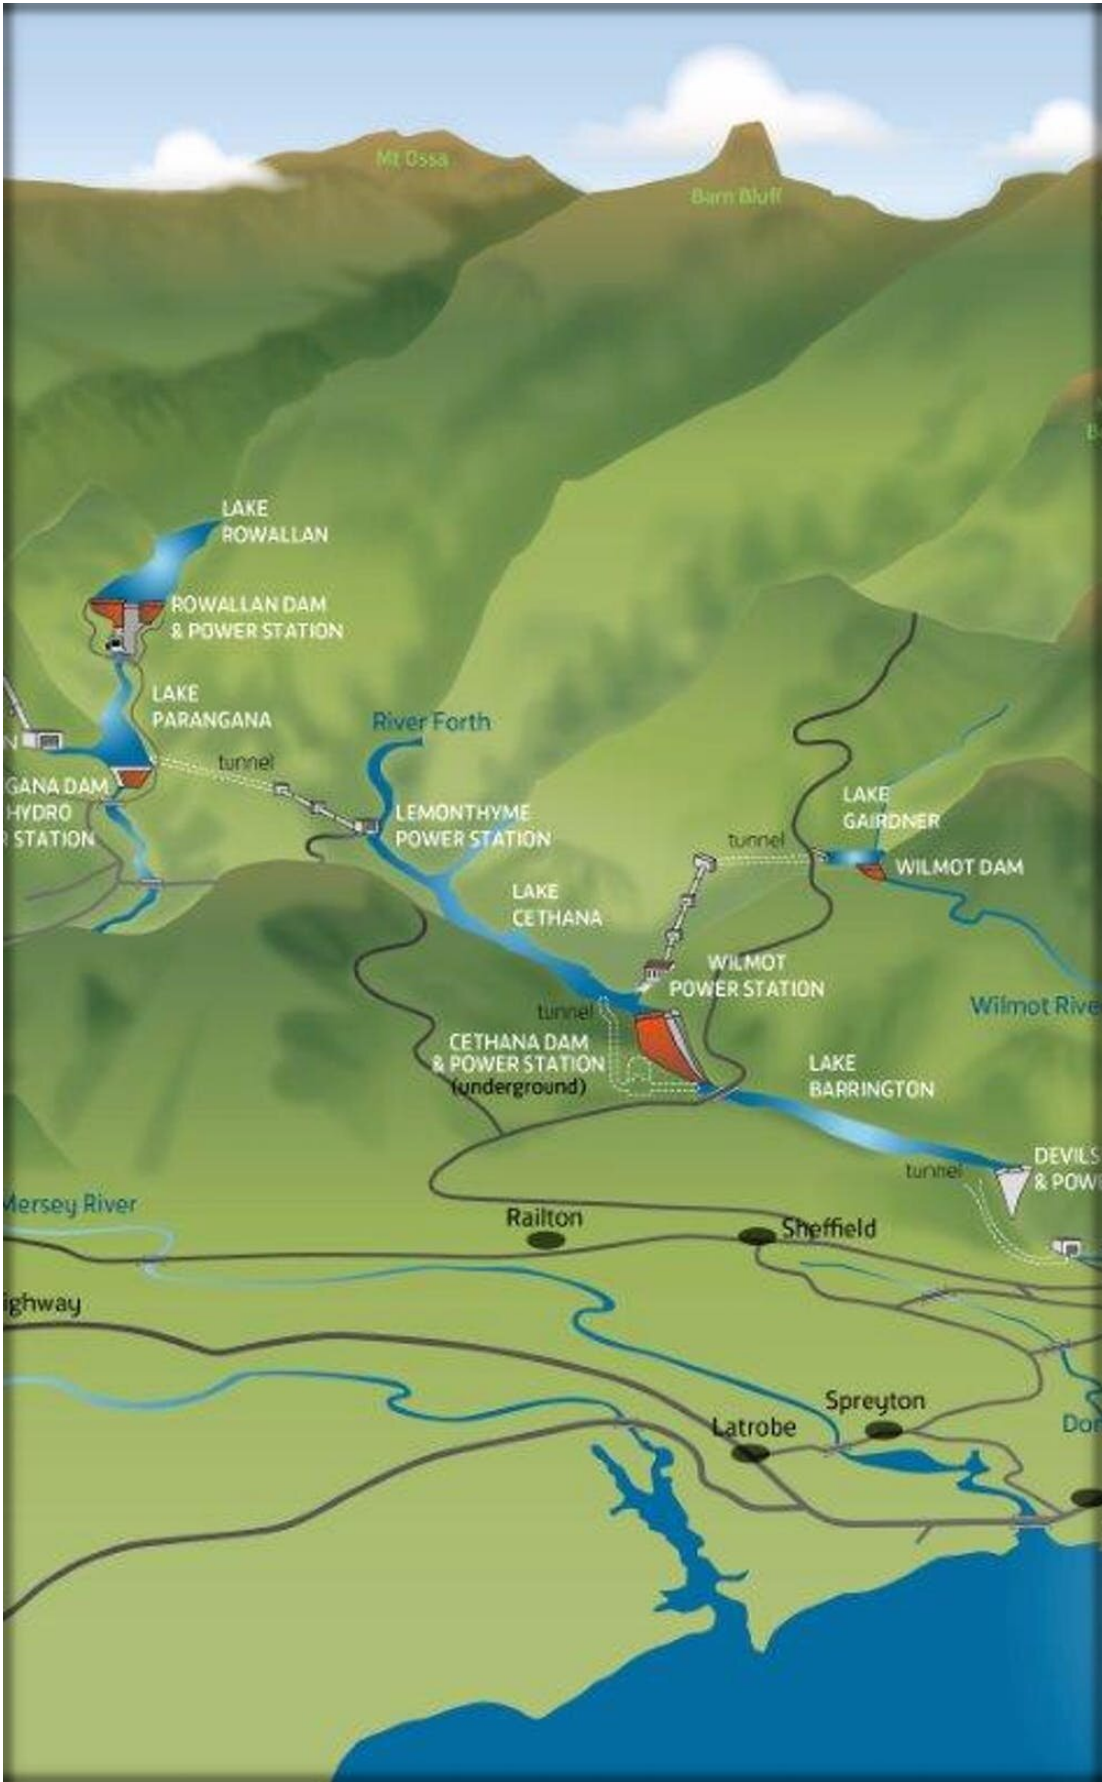 Mt Ossa
Barn Bluff
LAKE
ROWALLAN
ROWALLAN DAM
& POWER STATION
LAKE
PARANGANA
River Forth
N
tunnel
GANA DAM
HYDRO
R STATION
LEMONTHYME
POWER STATION
LAKE
GAIRDNER
tunnel
WILMOT DAM
LAKE
CETHANA
WILMOT
POWER STATION
Wilmot Rive
tunnel
CETHANA DAM
& POWER STATION
(underground)
LAKE
BARRINGTON
DEVILS
& POW
tunnel
Mersey River
Railton
Sheffield
ighway
Spreyton
Latrobe